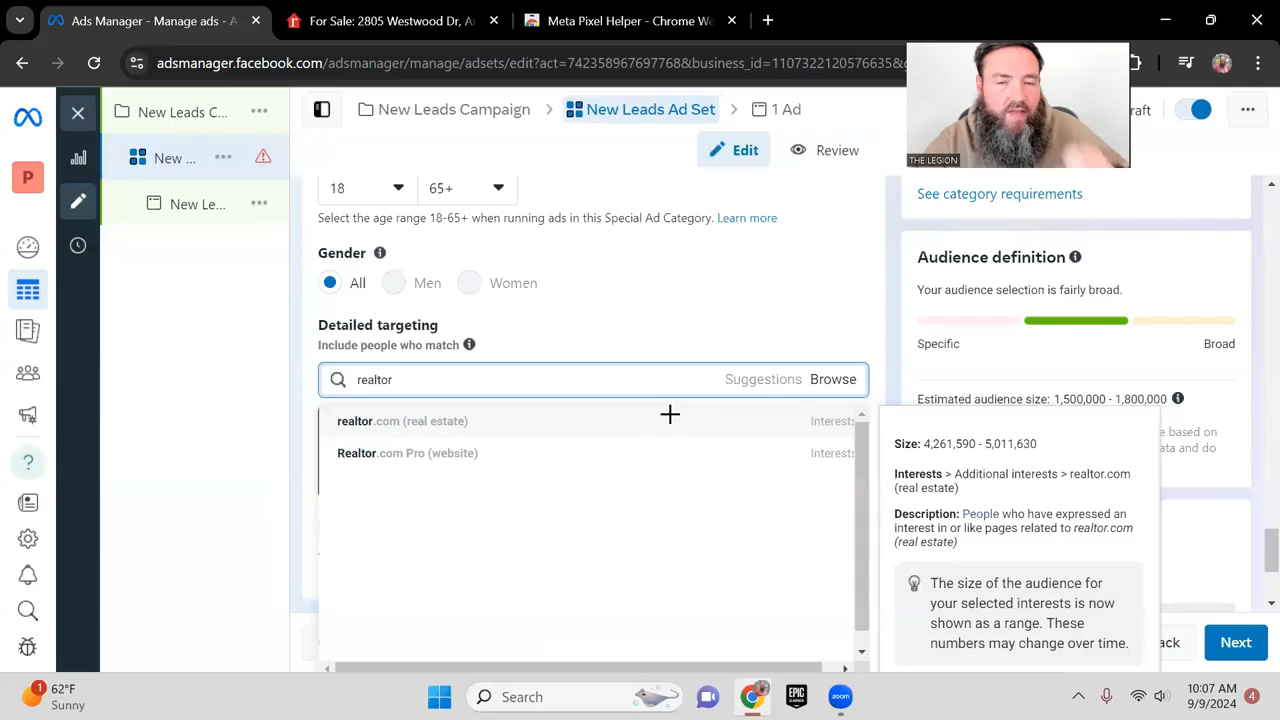 Ads Manager - Manage ads - A
For Sale: 2805 Westwood Dr, Ar
Meta Pixel Helper - Chrome We
adsmanager.facebook.com/adsmanager/manage/adsets/edit?act=742358967697768&business_id=1107322120576635&g
New Leads C...
New Leads Campaign
New Leads Ad Set
1 Ad
raft
THE LEGION
New ...
Edit
Review
P
New Le...
18
65+
See category requirements
Select the age range 18-65+ when running ads in this Special Ad Category. Learn more
Gender
All
Men
Women
Audience definition
Your audience selection is fairly broad.
Specific
Broad
Detailed targeting
Include people who match
realtor
Suggestions
Browse
Estimated audience size: 1,500,000 - 1,800,000
realtor.com (real estate)
Interests
Realtor.com Pro (website)
Interests
e based on
ata and do
Size: 4,261,590 - 5,011,630
Interests > Additional interests > realtor.com
(real estate)
Description: People who have expressed an
interest in or like pages related to realtor.com
(real estate)
The size of the audience for
your selected interests is now
shown as a range. These
numbers may change over time.
ack
Next
1
62°F
Sunny
Search
EPIC
GAMES
zoom
10:07 AM
9/9/2024
4